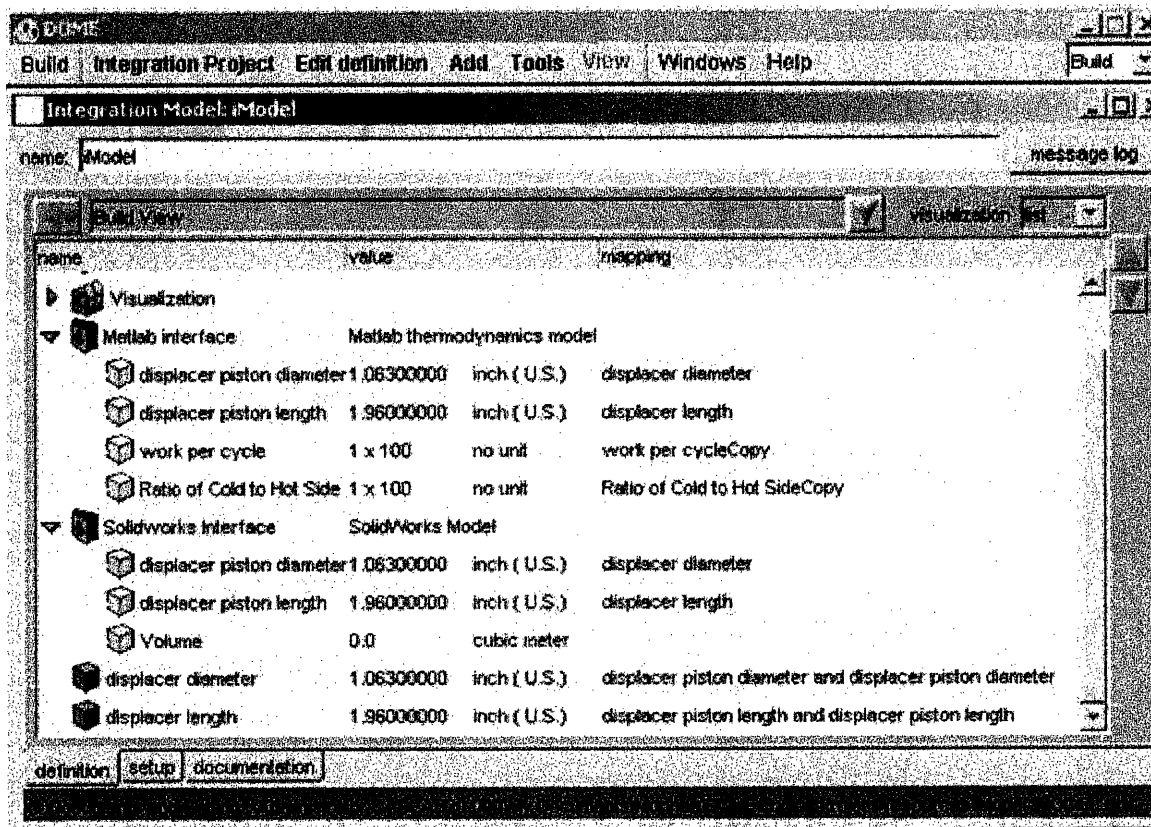 DOME
Build Integration Project Edit definition Add Tools View Windows Help Build
Integration Model: iModel
name: iModel message log
Build View visualization list
name value mapping
Visualization
Matlab interface Matlab thermodynamics model
displacer piston diameter 1.06300000 inch ( U.S.) displacer diameter
displacer piston length 1.96000000 inch ( U.S.) displacer length
work per cycle 1 x 100 no unit work per cycleCopy
Ratio of Cold to Hot Side 1 x 100 no unit Ratio of Cold to Hot SideCopy
Solidworks Interface SolidWorks Model
displacer piston diameter 1.06300000 inch ( U.S.) displacer diameter
displacer piston length 1.96000000 inch ( U.S.) displacer length
Volume 0.0 cubic meter
displacer diameter 1.06300000 inch ( U.S.) displacer piston diameter and displacer piston diameter
displacer length 1.96000000 inch ( U.S.) displacer piston length and displacer piston length
definition setup documentation